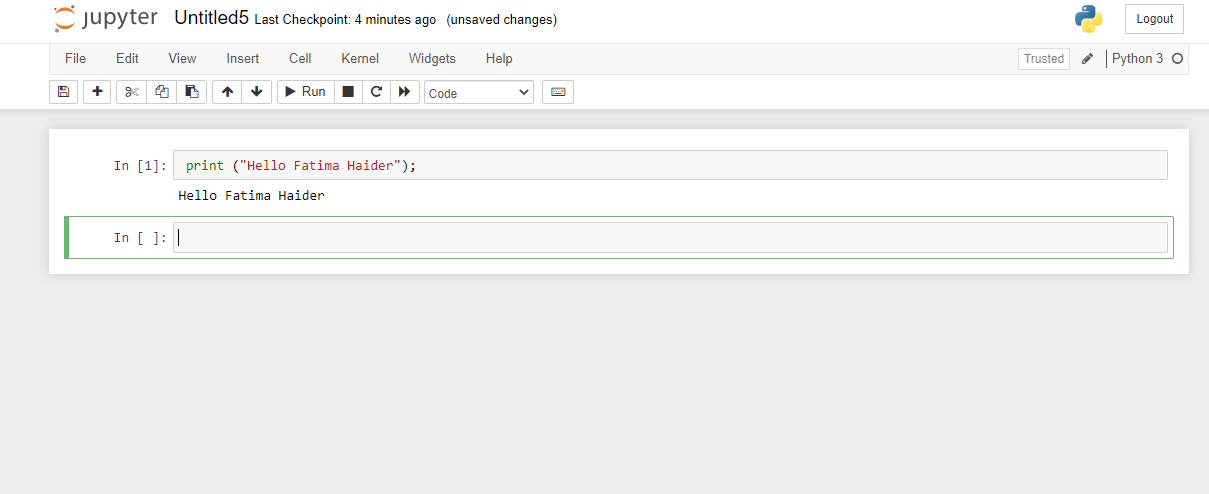 jupyter Untitled5 Last Checkpoint: 4 minutes ago (unsaved changes) Logout
File Edit View Insert Cell Kernel Widgets Help Trusted Python 3
Run Code
In [1]: print ("Hello Fatima Haider");
Hello Fatima Haider
In [ ]: